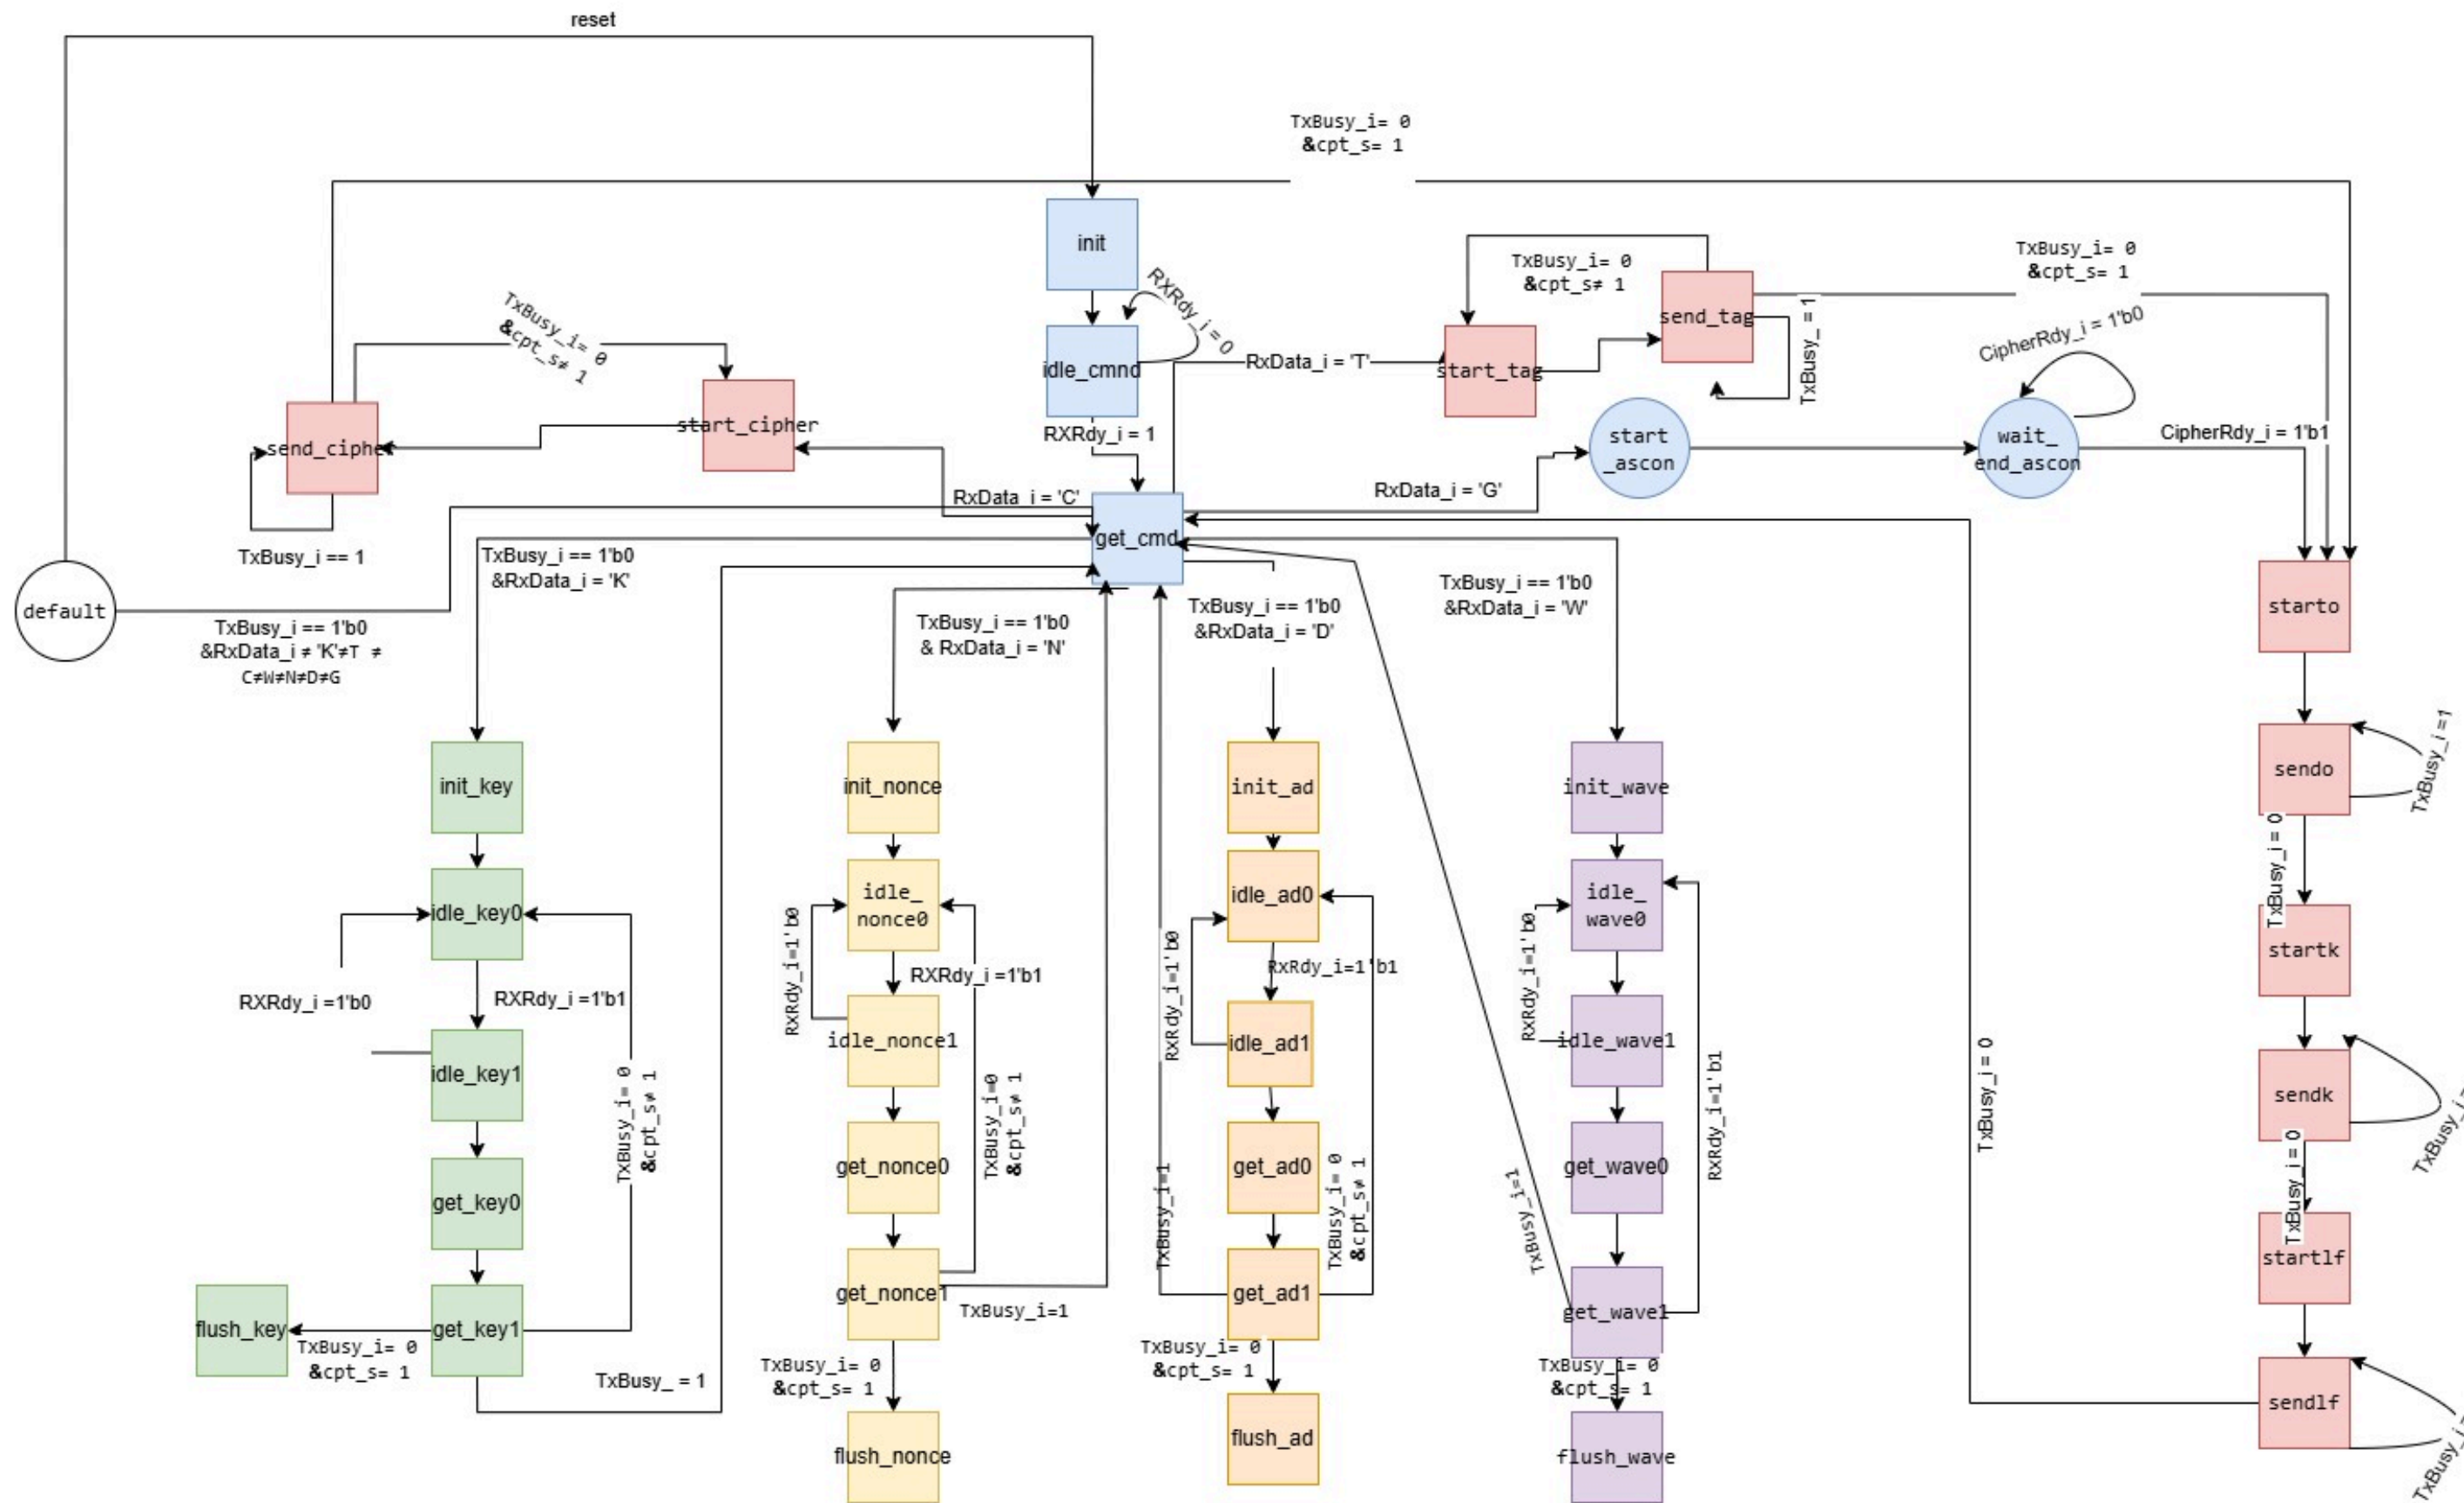 reset
TxBusy_i= 0
&cpt_s= 1
init
TxBusy_i= 0
&cpt_s≠ 1
TxBusy_i= 0
&cpt_s= 1
RXRdy_i = 0
send_tag
TxBusy_ = 1
CipherRdy_i = 1'b0
TxBusy_i= 0
&cpt_s≠ 1
idle_cmnd
RxData_i = 'T'
start_tag
start_cipher
send_cipher
RXRdy_i = 1
start
_ascon
wait_
end_ascon
CipherRdy_i = 1'b1
RxData_i = 'C'
RxData_i = 'G'
TxBusy_i == 1
get_cmd
TxBusy_i == 1'b0
&RxData_i = 'K'
default
TxBusy_i == 1'b0
&RxData_i ≠ 'K'≠T ≠
C≠W≠N≠D≠G
TxBusy_i == 1'b0
& RxData_i = 'N'
TxBusy_i == 1'b0
&RxData_i = 'D'
TxBusy_i == 1'b0
&RxData_i = 'W'
starto
init_key
init_nonce
init_ad
init_wave
sendo
TxBusy_i =1
TxBusy_i = 0
idle_key0
idle_
nonce0
idle_ad0
idle_
wave0
startk
RXRdy_i =1'b0
RXRdy_i =1'b1
RxRdy_i=1'b0
RXRdy_i =1'b1
RxRdy_i=1'b0
RxRdy_i=1'b1
RxRdy_i=1'b0
idle_key1
idle_nonce1
idle_ad1
idle_wave1
TxBusy_i= 0
&cpt_s≠ 1
TxBusy_i=0
&cpt_s≠ 1
RxRdy_i=1'b1
TxBusy_i = 0
sendk
TxBusy_i
TxBusy_i = 0
get_key0
get_nonce0
get_ad0
get_wave0
TxBusy_i=1
TxBusy_i= 0
&cpt_s≠ 1
TxBusy_i=1
startlf
flush_key
TxBusy_i= 0
&cpt_s= 1
get_key1
get_nonce1
TxBusy_i=1
get_ad1
get_wave1
TxBusy_ = 1
TxBusy_i= 0
&cpt_s= 1
TxBusy_i= 0
&cpt_s= 1
TxBusy_i= 0
&cpt_s= 1
sendlf
TxBusy_i
flush_nonce
flush_ad
flush_wave